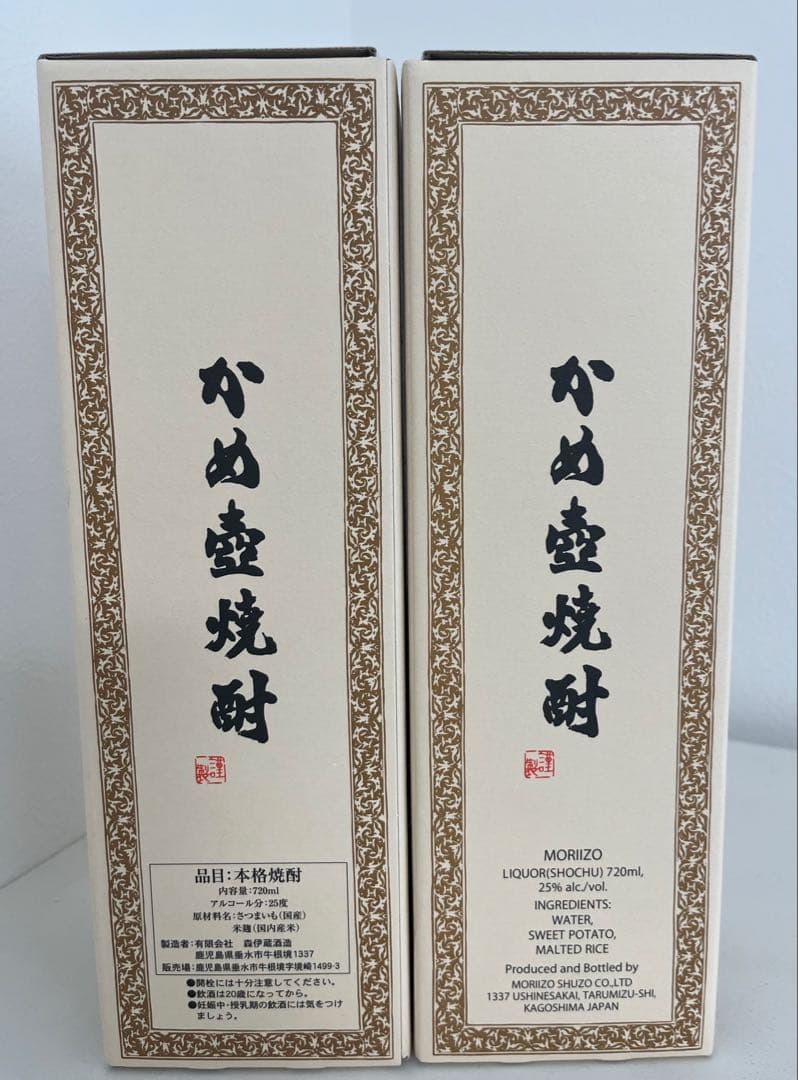 かめ壺焼酎
謹製
品目:本格焼酎
内容量:720ml
アルコール分:25度
原材料名:さつまいも(国産)
米麹(国内産米)
製造者:有限会社 森伊蔵酒造
鹿児島県垂水市牛根境1337
販売場:鹿児島県垂水市牛根境字境崎1499-3
●開栓には十分注意してください。
●飲酒は20歳になってから。
●妊娠中・授乳期の飲酒には気をつけ
ましょう。
かめ壺焼酎
謹製
MORIIZO
LIQUOR(SHOCHU) 720ml,
25% alc./vol.
INGREDIENTS:
WATER,
SWEET POTATO,
MALTED RICE
Produced and Bottled by
MORIIZO SHUZO CO.,LTD
1337 USHINESAKAI, TARUMIZU-SHI,
KAGOSHIMA JAPAN